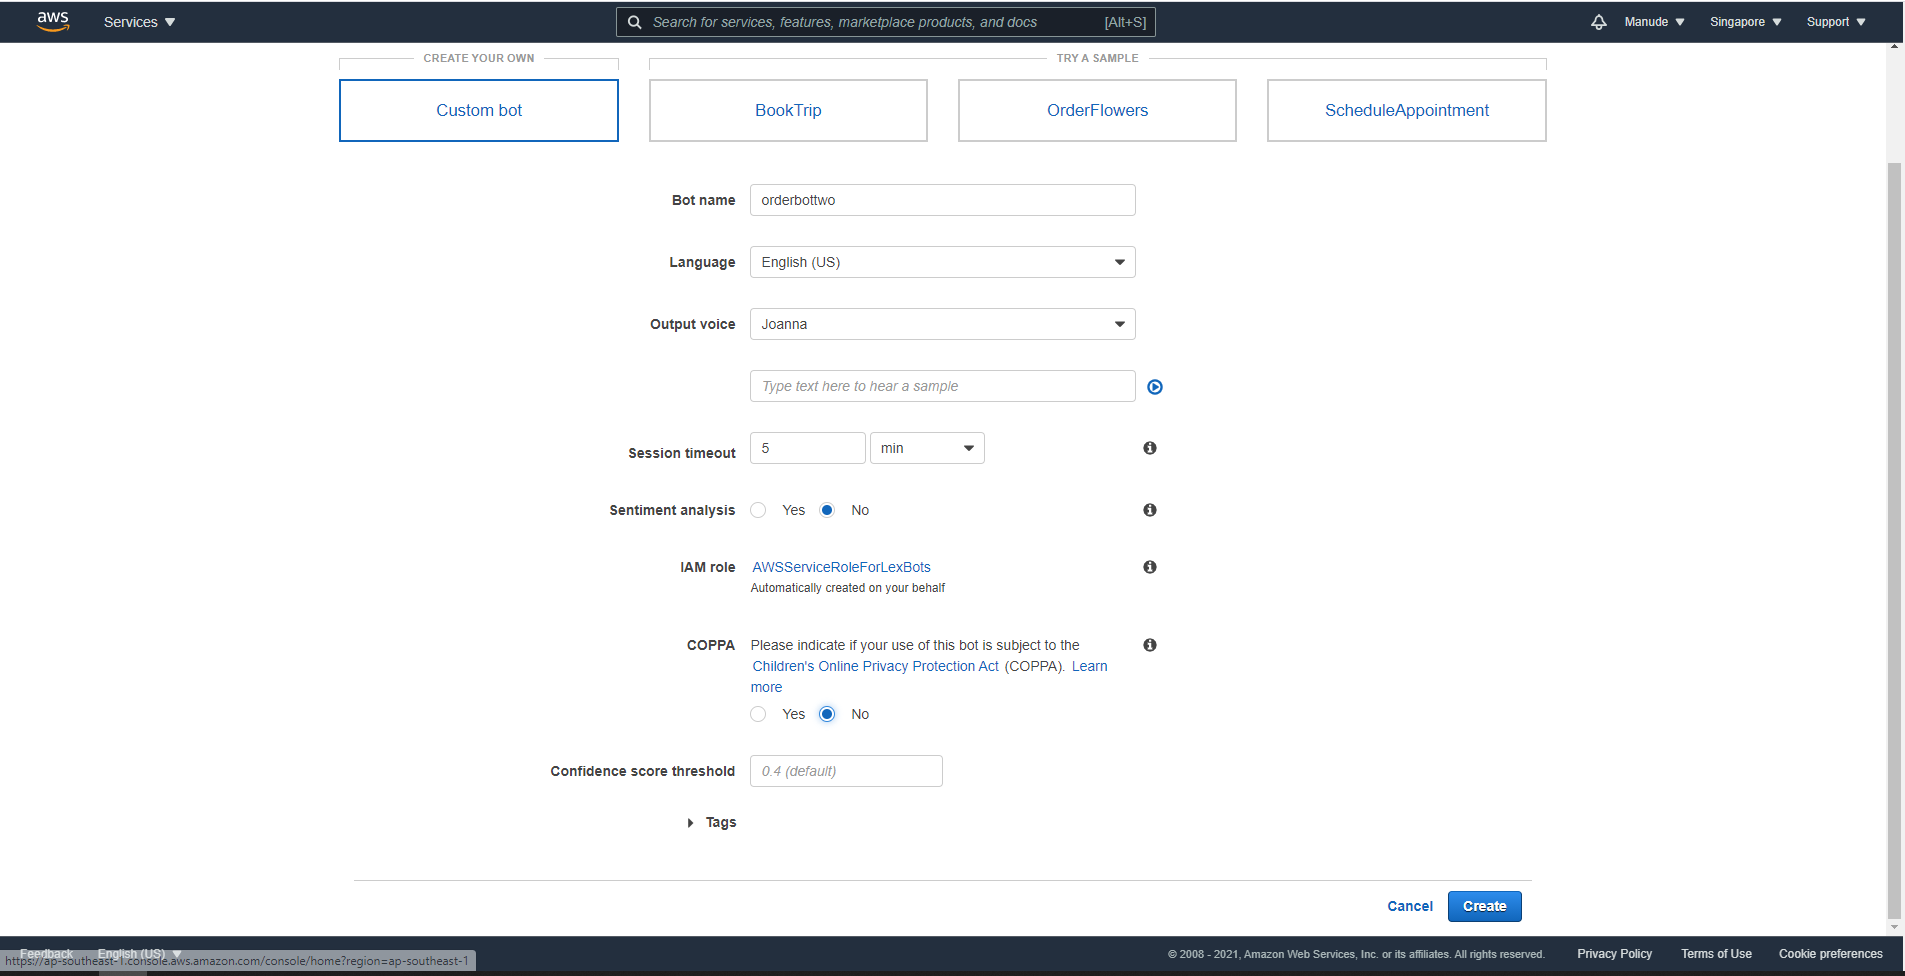 aws
Services
Search for services, features, marketplace products, and docs [Alt+S]
Manude
Singapore
Support
CREATE YOUR OWN
TRY A SAMPLE
Custom bot
BookTrip
OrderFlowers
ScheduleAppointment
Bot name orderbottwo
Language English (US)
Output voice Joanna
Type text here to hear a sample
Session timeout 5 min
Sentiment analysis Yes No
IAM role AWSServiceRoleForLexBots
Automatically created on your behalf
COPPA Please indicate if your use of this bot is subject to the
Children's Online Privacy Protection Act (COPPA). Learn
more
Yes No
Confidence score threshold 0.4 (default)
Tags
Cancel Create
Feedback English (US)
© 2008 - 2021, Amazon Web Services, Inc. or its affiliates. All rights reserved. Privacy Policy Terms of Use Cookie preferences
https://ap-southeast-1.console.aws.amazon.com/console/home?region=ap-southeast-1